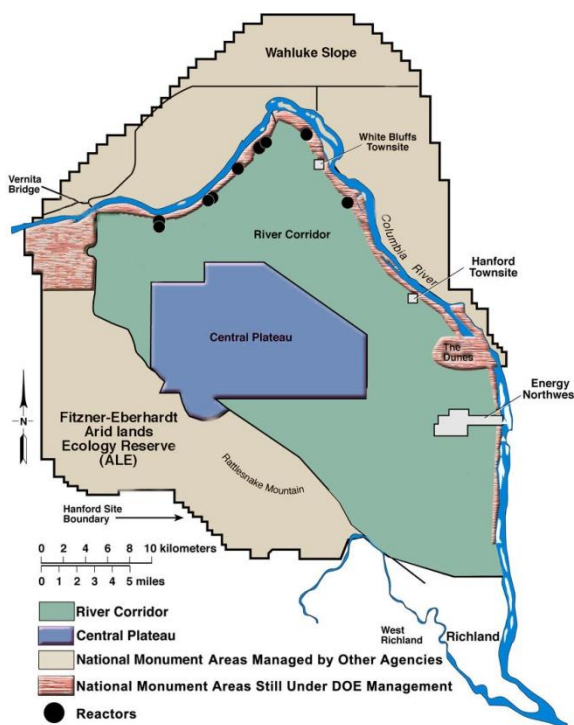 Wahluke Slope
White Bluffs
Townsite
Vernita
Bridge
River Corridor
Columbia River
Hanford
Townsite
Central Plateau
The
Dunes
Energy
Northwes
Fitzner-Eberhardt
Arid lands
Ecology Reserve
(ALE)
N
Rattlesnake Mountain
Hanford Site
Boundary
0 2 4 6 8 10 kilometers
0 1 2 3 4 5 miles
West
Richland
Richland
River Corridor
Central Plateau
National Monument Areas Managed by Other Agencies
National Monument Areas Still Under DOE Management
Reactors